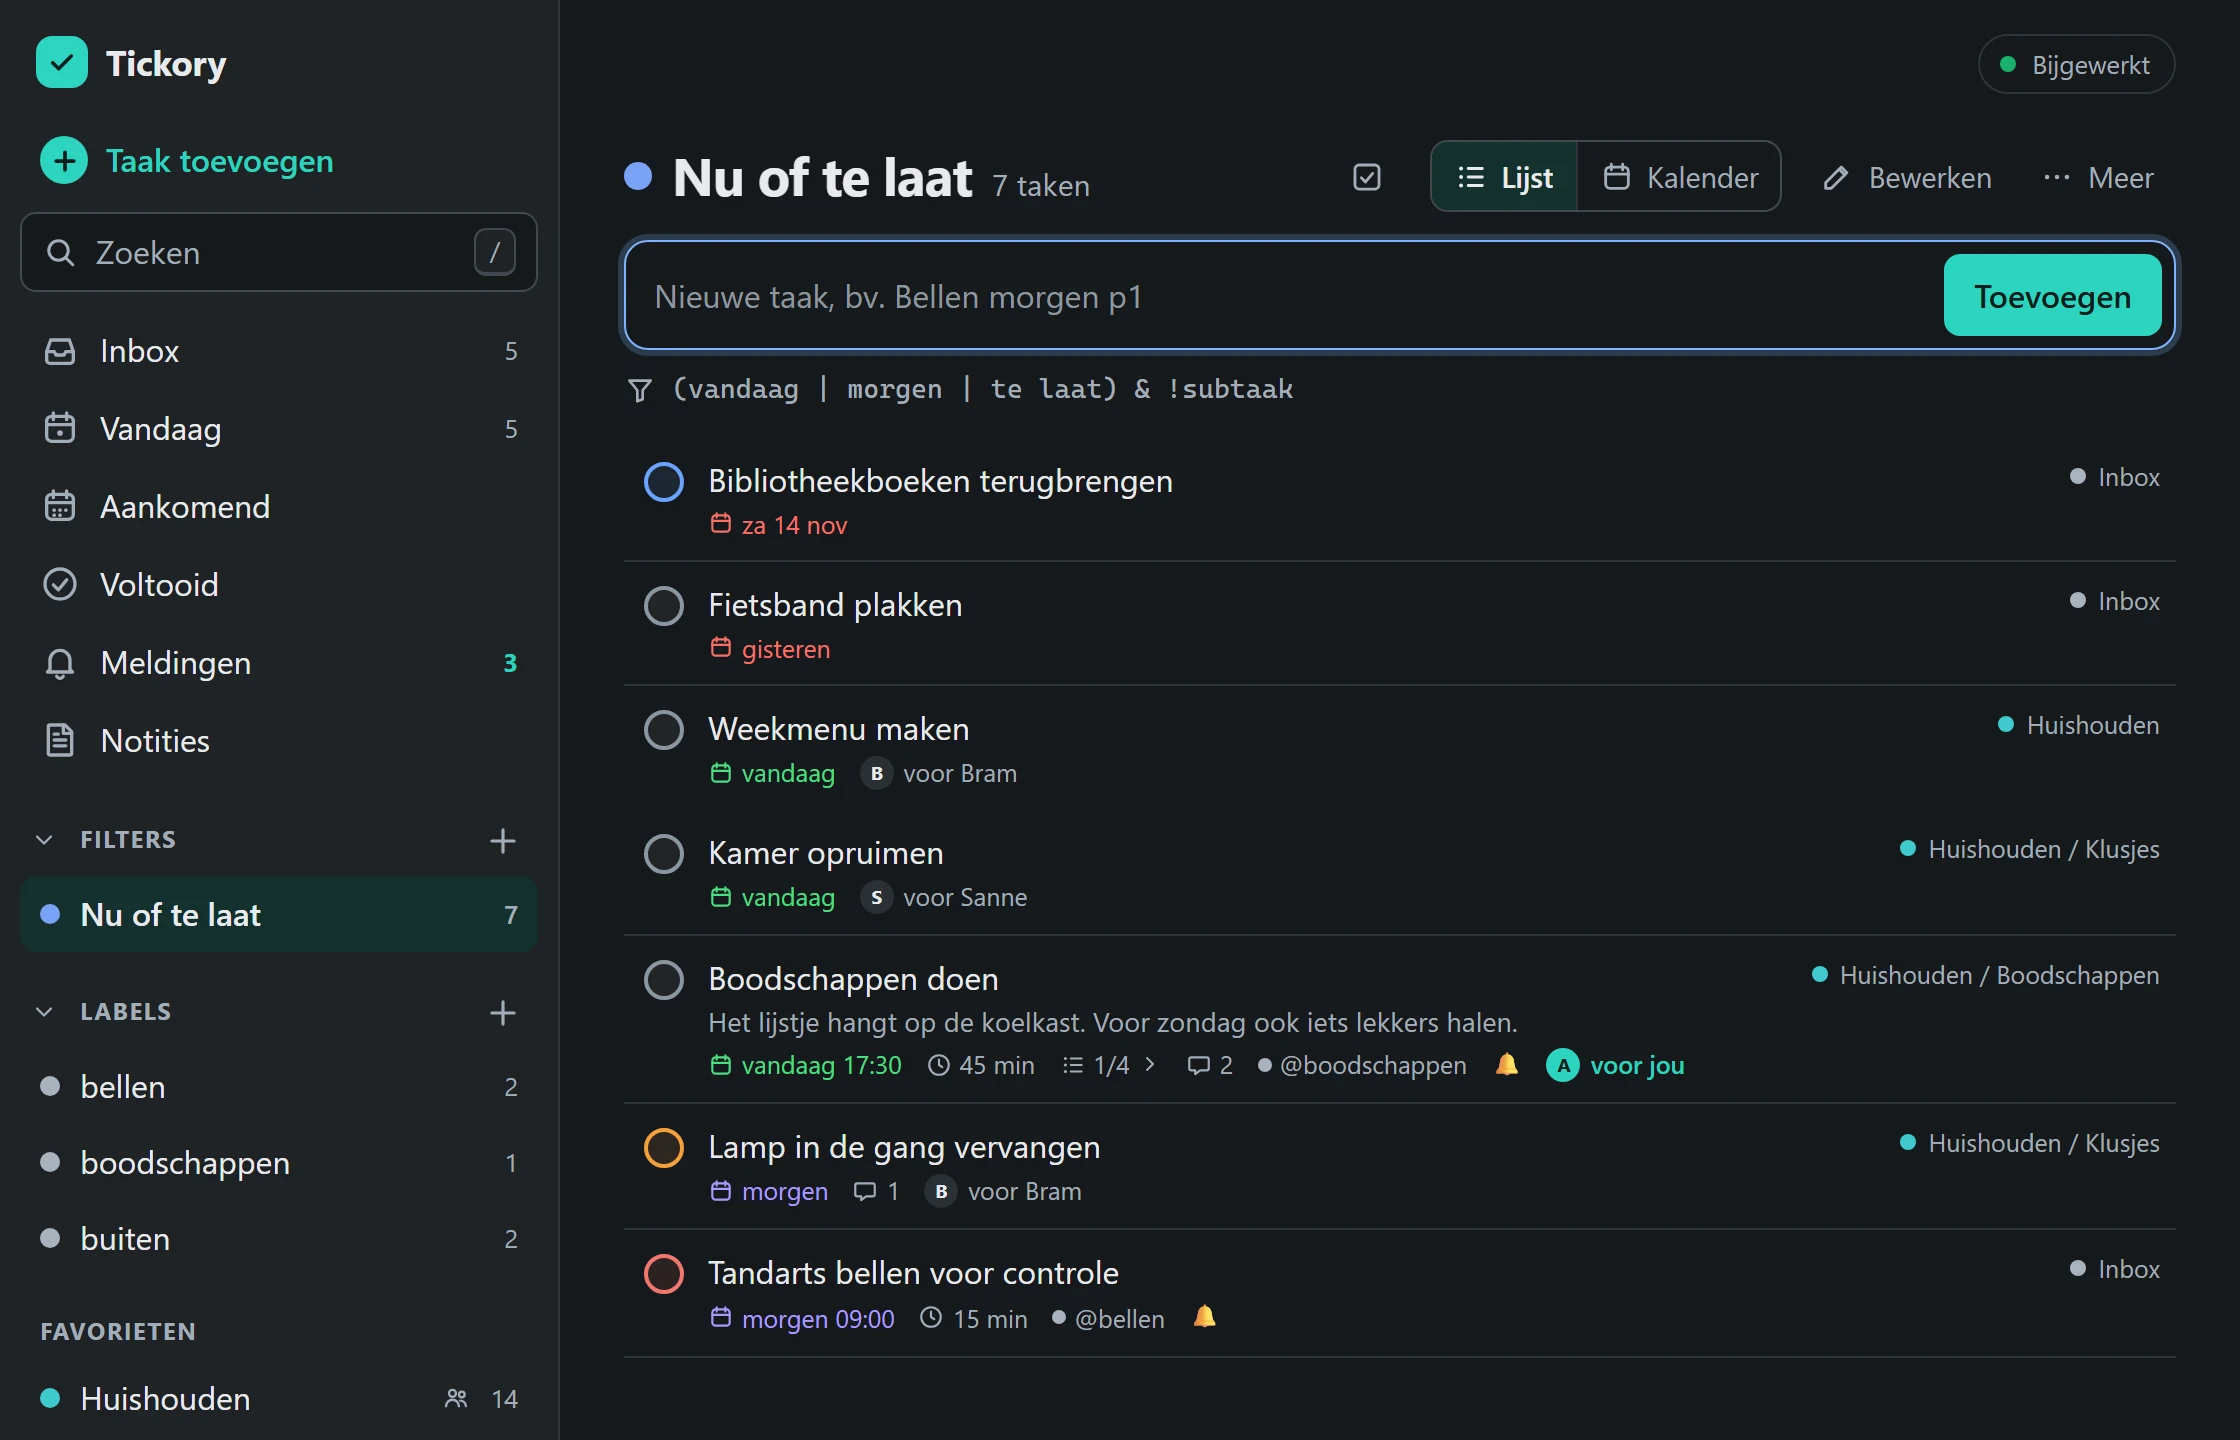 Tickory
Taak toevoegen
Zoeken /
Inbox 5
Vandaag 5
Aankomend
Voltooid
Meldingen 3
Notities
FILTERS
Nu of te laat 7
LABELS
bellen 2
boodschappen 1
buiten 2
FAVORIETEN
Huishouden 14
Bijgewerkt
Nu of te laat 7 taken
Lijst Kalender Bewerken Meer
Nieuwe taak, bv. Bellen morgen p1 Toevoegen
(vandaag | morgen | te laat) & !subtaak
Bibliotheekboeken terugbrengen Inbox
za 14 nov
Fietsband plakken Inbox
gisteren
Weekmenu maken Huishouden
vandaag B voor Bram
Kamer opruimen Huishouden / Klusjes
vandaag S voor Sanne
Boodschappen doen Huishouden / Boodschappen
Het lijstje hangt op de koelkast. Voor zondag ook iets lekkers halen.
vandaag 17:30 45 min 1/4 2 @boodschappen A voor jou
Lamp in de gang vervangen Huishouden / Klusjes
morgen 1 B voor Bram
Tandarts bellen voor controle Inbox
morgen 09:00 15 min @bellen